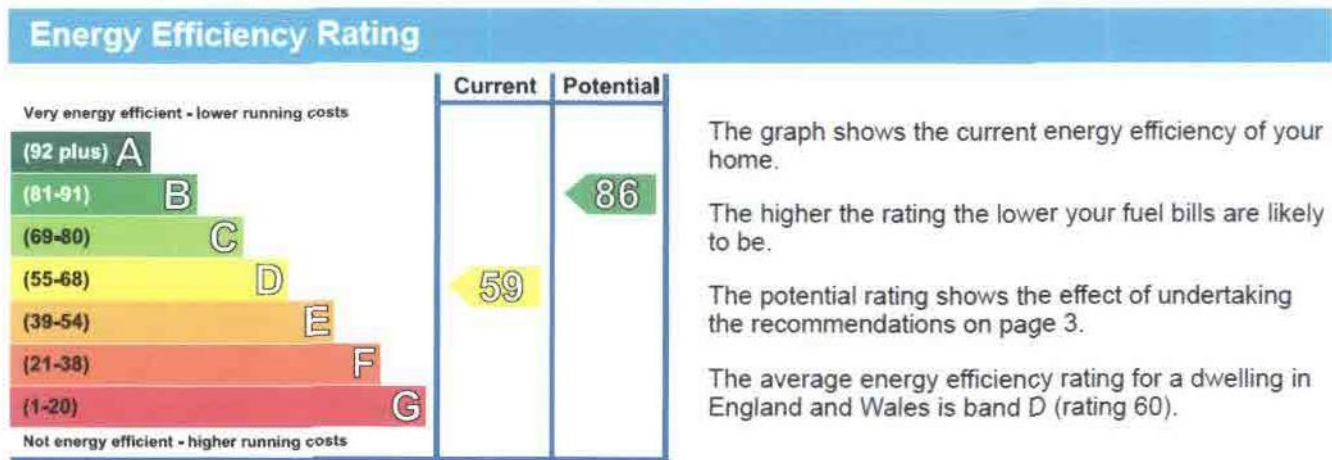 Energy Efficiency Rating
Current Potential
Very energy efficient - lower running costs
(92 plus) A
(81-91) B
86
(69-80) C
(55-68) D
59
(39-54) E
(21-38) F
(1-20) G
Not energy efficient - higher running costs
The graph shows the current energy efficiency of your
home.
The higher the rating the lower your fuel bills are likely
to be.
The potential rating shows the effect of undertaking
the recommendations on page 3.
The average energy efficiency rating for a dwelling in
England and Wales is band D (rating 60).